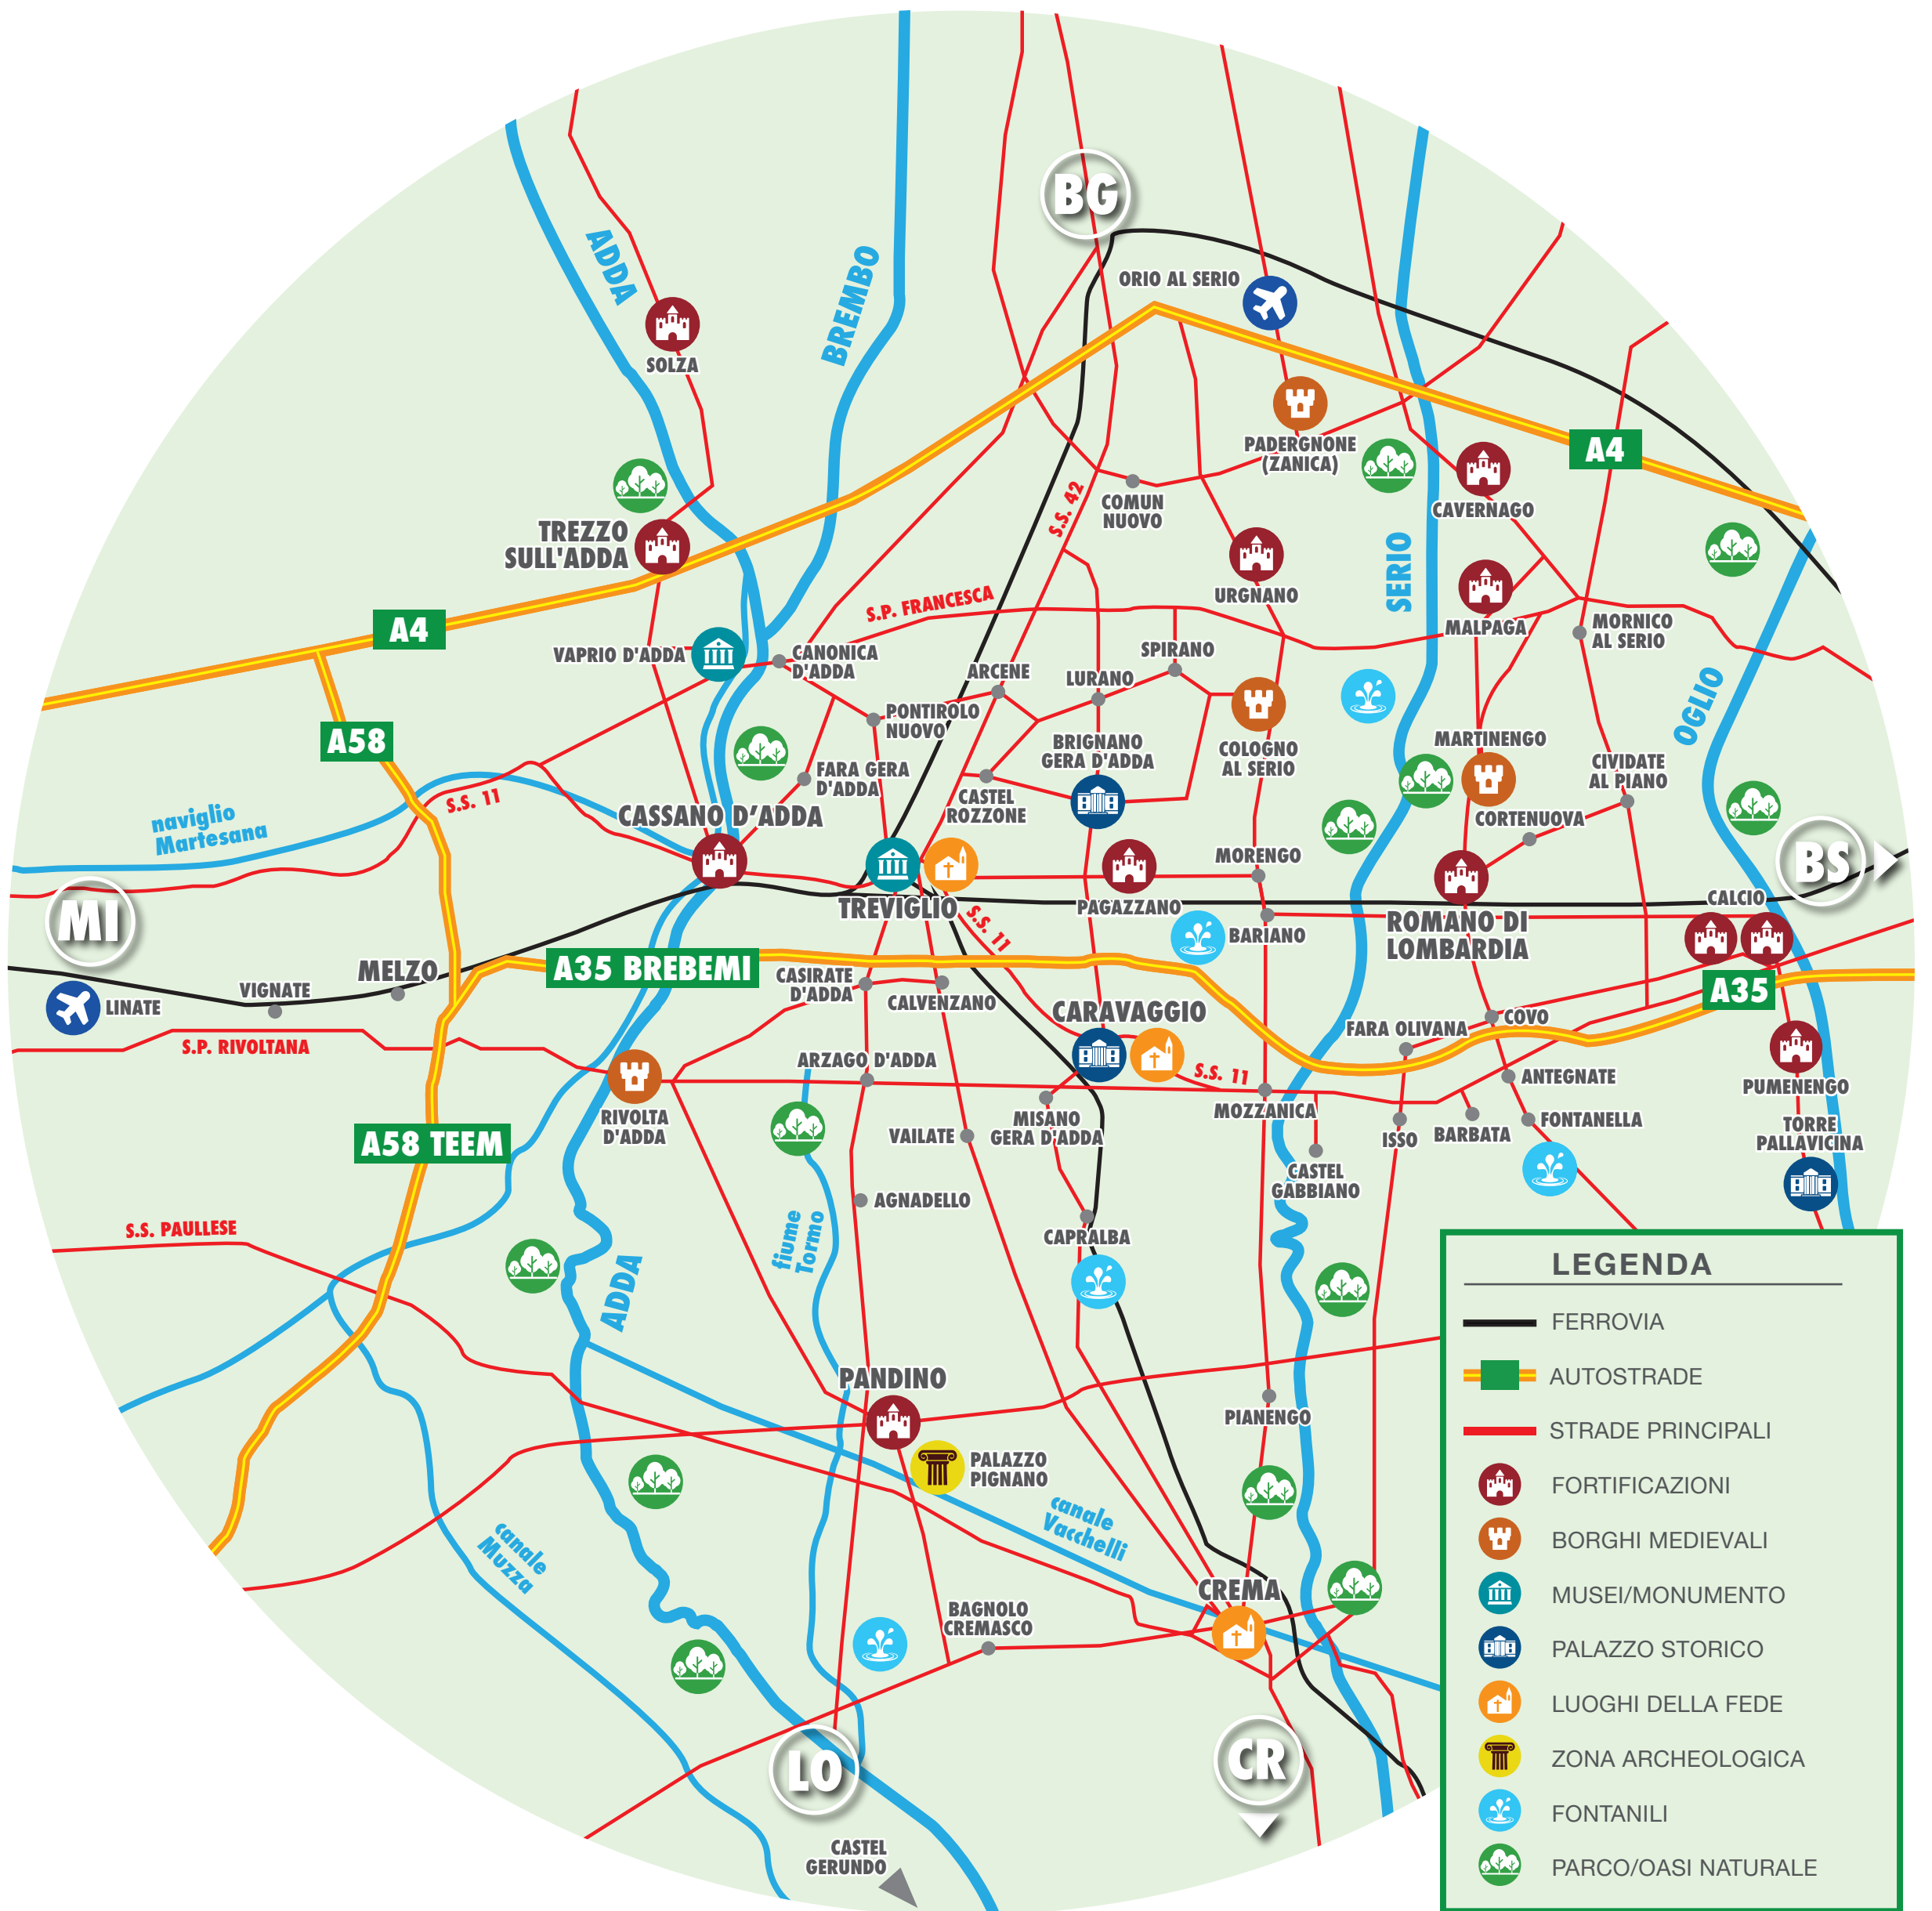 BG
ADDA
BREMBO
ORIO AL SERIO
SOLZA
PADERGNONE
(ZANICA)
A4
CAVERNAGO
S.S. 42
COMUN
NUOVO
TREZZO
SULL'ADDA
SERIO
URGNANO
S.P. FRANCESCA
A4
MALPAGA
MORNICO
AL SERIO
VAPRIO D'ADDA
CANONICA
D'ADDA
ARCENE
LURANO
SPIRANO
OGLIO
PONTIROLO
NUOVO
A58
BRIGNANO
GERA D'ADDA
COLOGNO
AL SERIO
MARTINENGO
CIVIDATE
AL PIANO
FARA GERA
D'ADDA
CASTEL
ROZZONE
S.S. 11
naviglio
Martesana
CASSANO D'ADDA
CORTENUOVA
MORENGO
BS
MI
TREVIGLIO
PAGAZZANO
CALCIO
S.S. 11
BARIANO
ROMANO DI
LOMBARDIA
A35 BREBEMI
MELZO
VIGNATE
LINATE
CASIRATE
D'ADDA
CALVENZANO
A35
CARAVAGGIO
COVO
FARA OLIVANA
S.P. RIVOLTANA
ARZAGO D'ADDA
S.S. 11
ANTEGNATE
PUMENENGO
RIVOLTA
D'ADDA
MISANO
GERA D'ADDA
MOZZANICA
FONTANELLA
BARBATA
ISSO
TORRE
PALLAVICINA
A58 TEEM
VAILATE
CASTEL
GABBIANO
AGNADELLO
S.S. PAULLESE
fiume
Tormo
CAPRALBA
ADDA
PANDINO
PIANENGO
PALAZZO
PIGNANO
canale
Vacchelli
canale
Muzza
CREMA
BAGNOLO
CREMASCO
LO
CR
CASTEL
GERUNDO
LEGENDA
FERROVIA
AUTOSTRADE
STRADE PRINCIPALI
FORTIFICAZIONI
BORGHI MEDIEVALI
MUSEI/MONUMENTO
PALAZZO STORICO
LUOGHI DELLA FEDE
ZONA ARCHEOLOGICA
FONTANILI
PARCO/OASI NATURALE